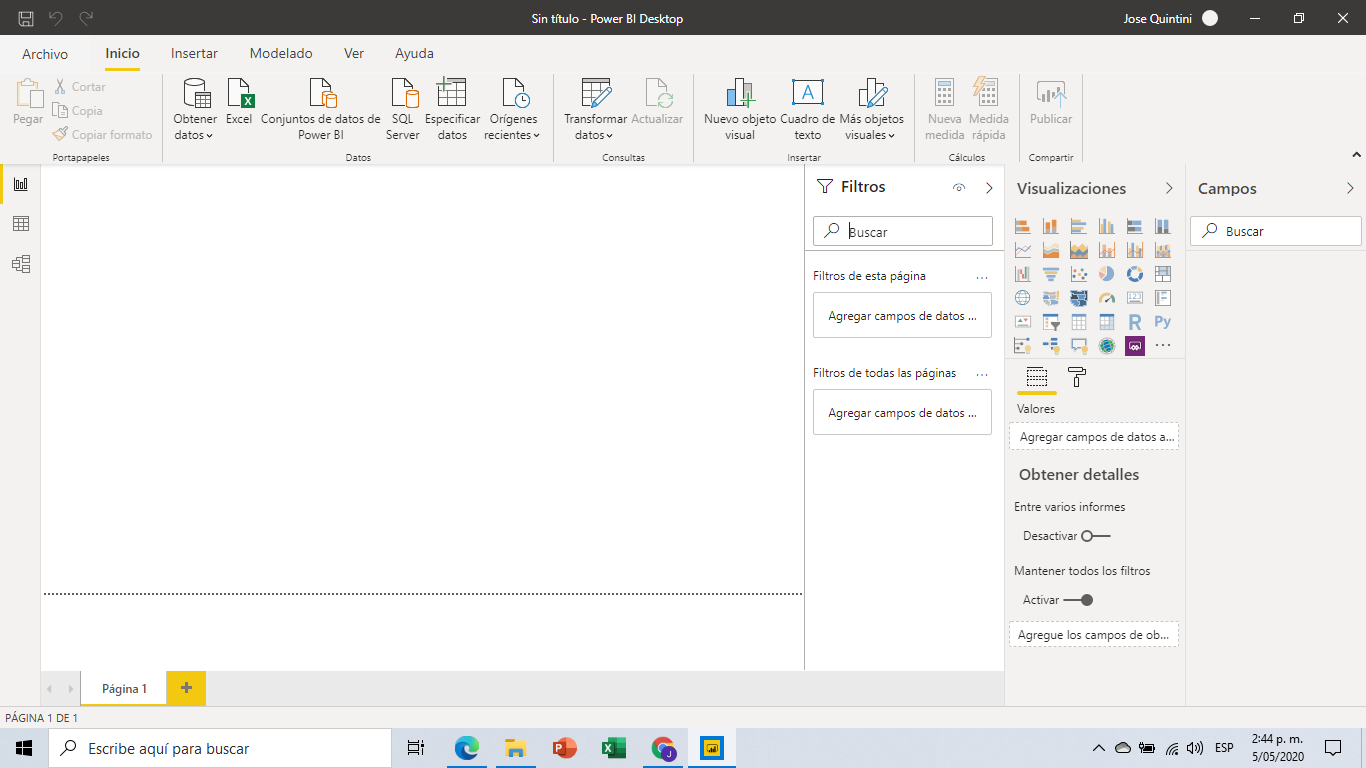 Sin título - Power BI Desktop
Jose Quintini
Archivo
Inicio
Insertar
Modelado
Ver
Ayuda
Pegar
Cortar
Copia
Copiar formato
Portapapeles
Obtener datos
Excel
Conjuntos de datos de Power BI
SQL Server
Especificar datos
Orígenes recientes
Datos
Transformar datos
Actualizar
Consultas
Nuevo objeto visual
Cuadro de texto
Más objetos visuales
Insertar
Nueva medida
Medida rápida
Cálculos
Publicar
Compartir
Filtros
Buscar
Filtros de esta página
...
Agregar campos de datos ...
Filtros de todas las páginas
...
Agregar campos de datos ...
Visualizaciones
123
R
Py
...
Valores
Agregar campos de datos a...
Obtener detalles
Entre varios informes
Desactivar
Mantener todos los filtros
Activar
Agregue los campos de ob...
Campos
Buscar
Página 1
+
PÁGINA 1 DE 1
Escribe aquí para buscar
ESP
2:44 p. m.
5/05/2020